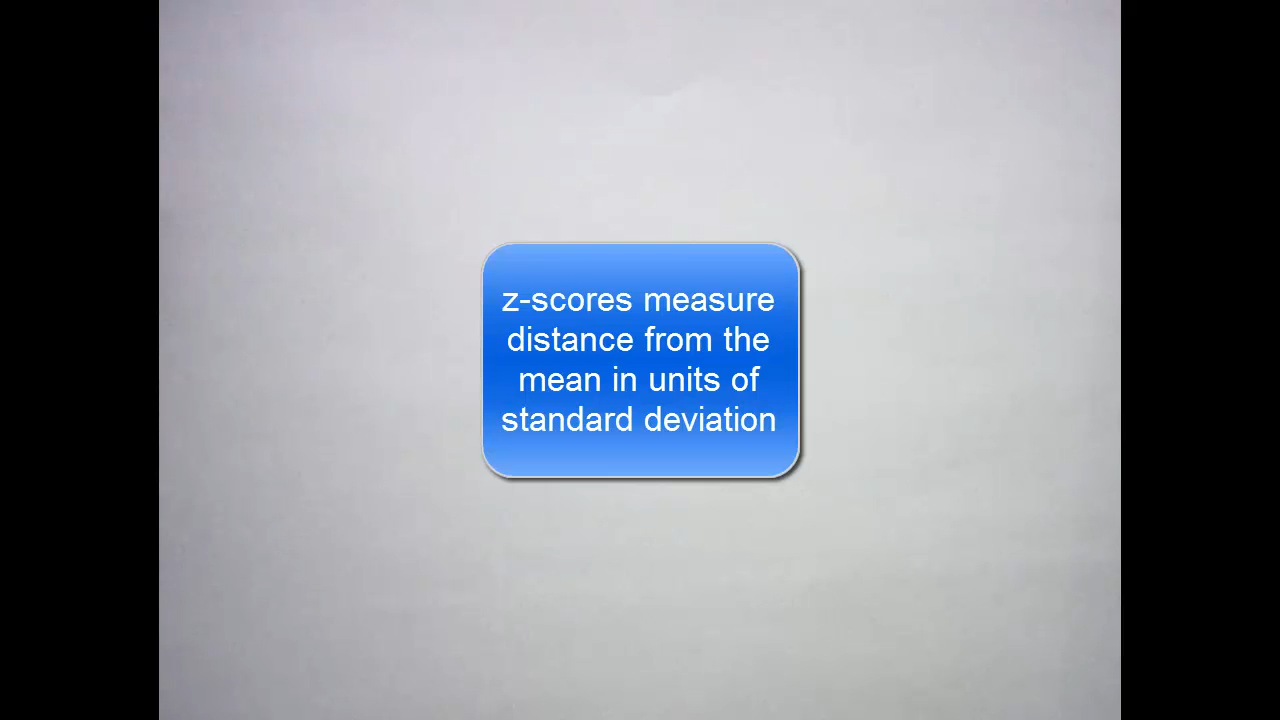 z-scores measure
distance from the
mean in units of
standard deviation